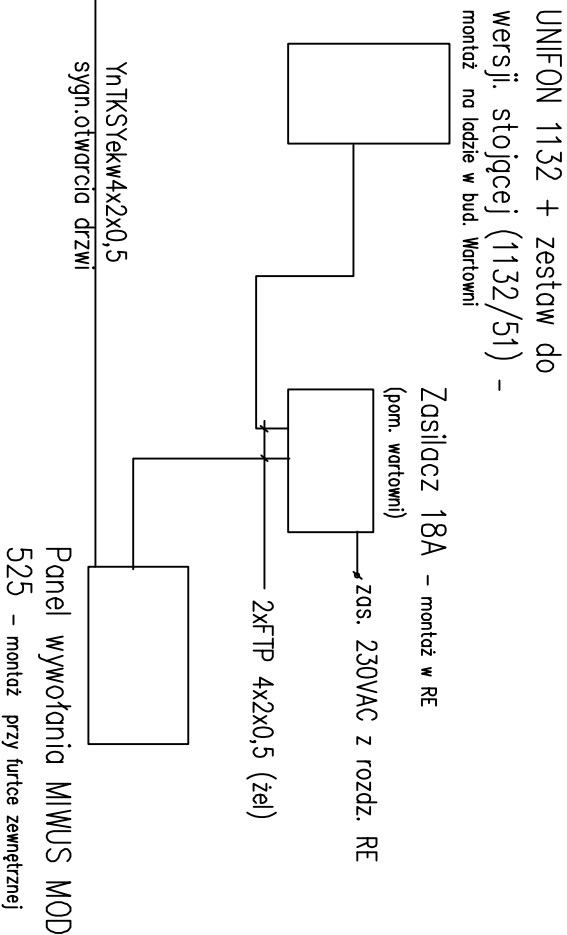 UNIFON 1132 + zestaw do
wersji. stojącej (1132/51) -
montaż na ladzie w bud. Wartowni
Zasilacz 18A - montaż w RE
(pom. wartowni)
zas. 230VAC z rozdz. RE
2xFTP 4x2x0,5 (żel)
YnTKSYekw4x2x0,5
sygn.otwarcia drzwi
Panel wywołania MIWUS MOD
525 - montaż przy furtce zewnętrznej